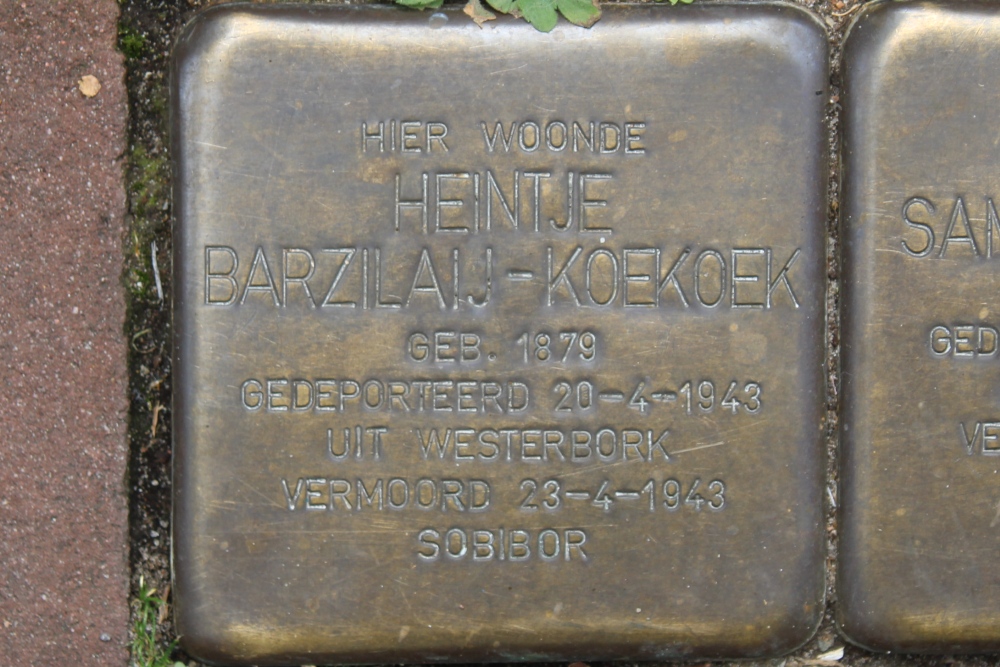 HIER WOONDE
HEINTJE
BARZILAIJ-KOEKOEK
GEB. 1879
GEDEPORTEERD 20-4-1943
UIT WESTERBORK
VERMOORD 23-4-1943
SOBIBOR